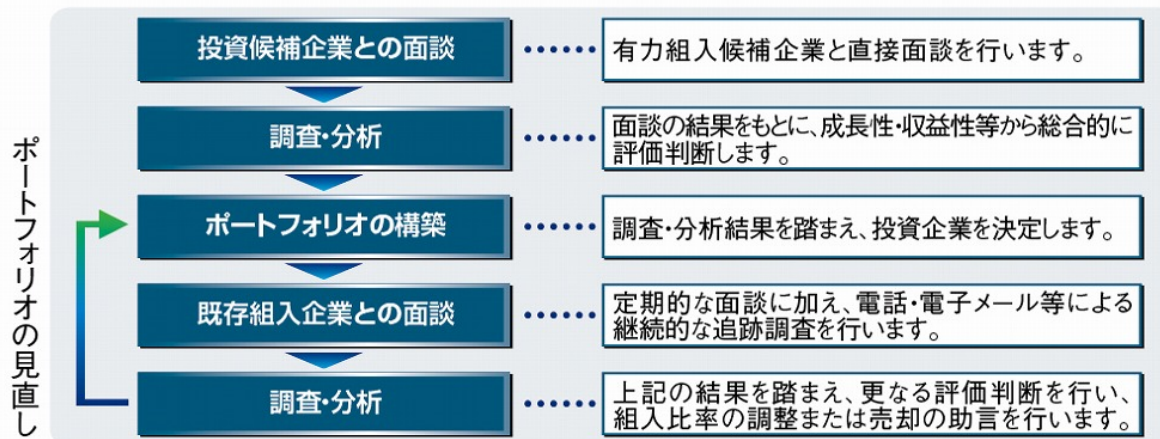 投資候補企業との面談
有力組入候補企業と直接面談を行います。
調査・分析
面談の結果をもとに、成長性・収益性等から総合的に
評価判断します。
ポートフォリオの構築
調査・分析結果を踏まえ、投資企業を決定します。
既存組入企業との面談
定期的な面談に加え、電話・電子メール等による
継続的な追跡調査を行います。
調査・分析
上記の結果を踏まえ、更なる評価判断を行い、
組入比率の調整または売却の助言を行います。
ポートフォリオの見直し